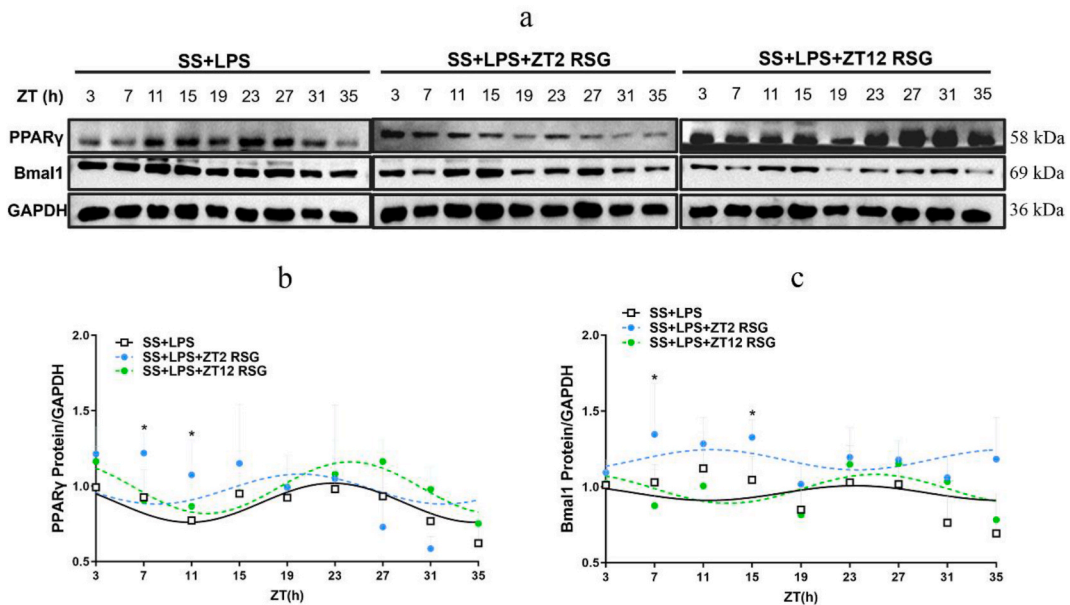 a
SS+LPS SS+LPS+ZT2 RSG SS+LPS+ZT12 RSG
ZT (h) 3 7 11 15 19 23 27 31 35 3 7 11 15 19 23 27 31 35 3 7 11 15 19 23 27 31 35
PPARγ 58 kDa
Bmal1 69 kDa
GAPDH 36 kDa
b
2.0
1.5
1.0
0.5
PPARγ Protein/GAPDH
SS+LPS
SS+LPS+ZT2 RSG
SS+LPS+ZT12 RSG
* *
3 7 11 15 19 23 27 31 35
ZT(h)
c
2.0
1.5
1.0
0.5
Bmal1 Protein/GAPDH
SS+LPS
SS+LPS+ZT2 RSG
SS+LPS+ZT12 RSG
* *
3 7 11 15 19 23 27 31 35
ZT(h)